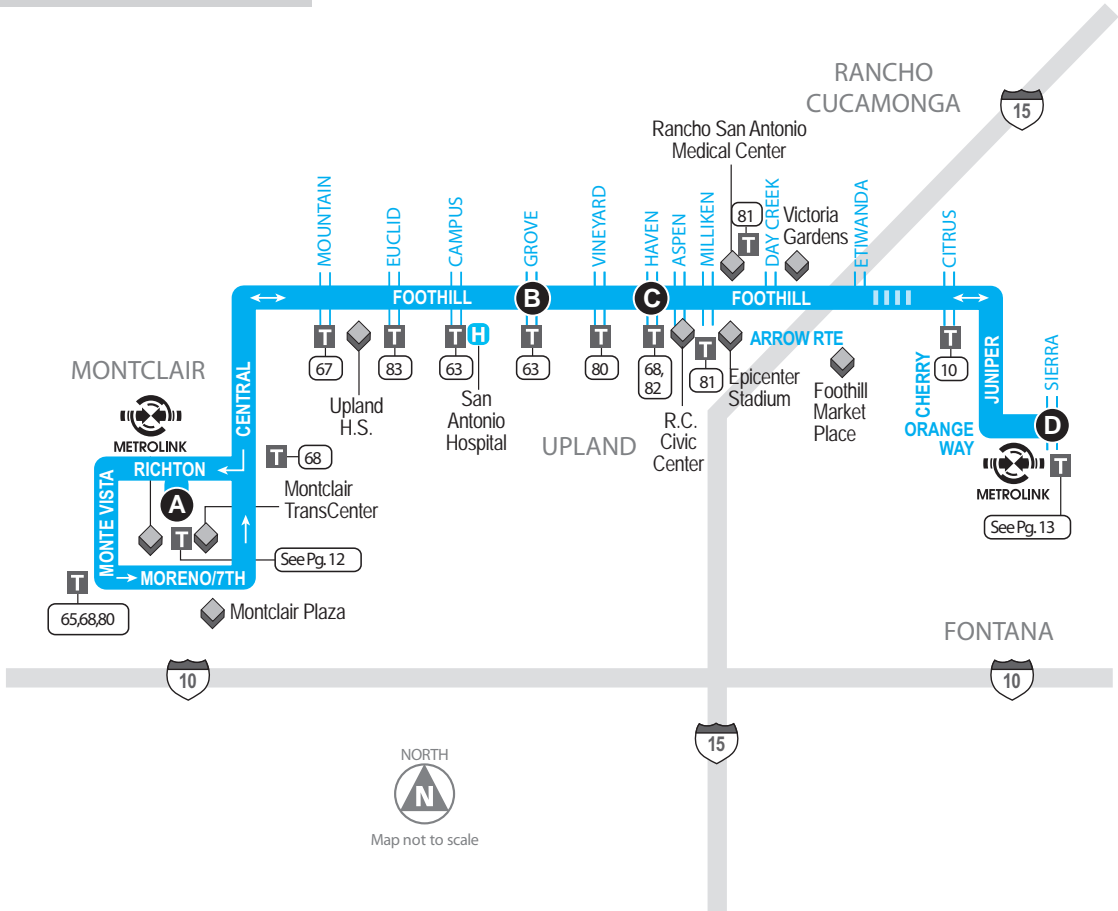 RANCHO
CUCAMONGA
15
Rancho San Antonio
Medical Center
MOUNTAIN
EUCLID
CAMPUS
GROVE
VINEYARD
HAVEN
ASPEN
MILLIKEN
81
T
DAY CREEK
Victoria
Gardens
ETIWANDA
CITRUS
FOOTHILL
B
C
FOOTHILL
T
67
Upland
H.S.
T
83
T
63
H
San
Antonio
Hospital
T
63
T
80
T
68,
82
R.C.
Civic
Center
T
81
Epicenter
Stadium
ARROW RTE
Foothill
Market
Place
T
10
CHERRY
ORANGE
WAY
JUNIPER
SIERRA
D
METROLINK
T
See Pg. 13
UPLAND
MONTCLAIR
METROLINK
CENTRAL
RICHTON
T
68
A
MONTE VISTA
Montclair
TransCenter
T
See Pg. 12
MORENO/7TH
T
65,68,80
Montclair Plaza
FONTANA
10
10
15
NORTH
N
Map not to scale